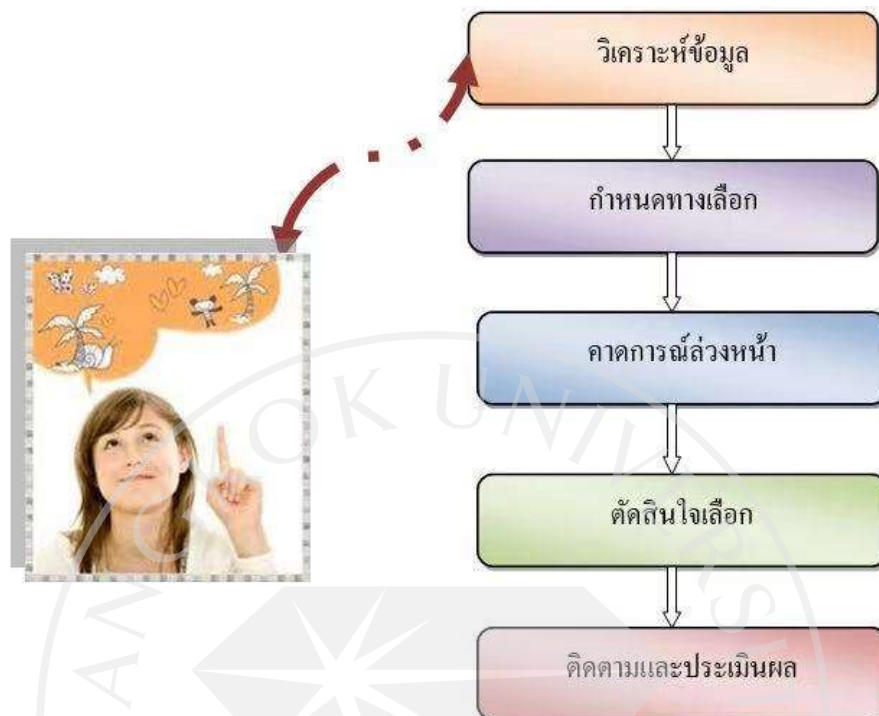 วิเคราะห์ข้อมูล
กำหนดทางเลือก
คาดการณ์ล่วงหน้า
ตัดสินใจเลือก
ติดตามและประเมินผล